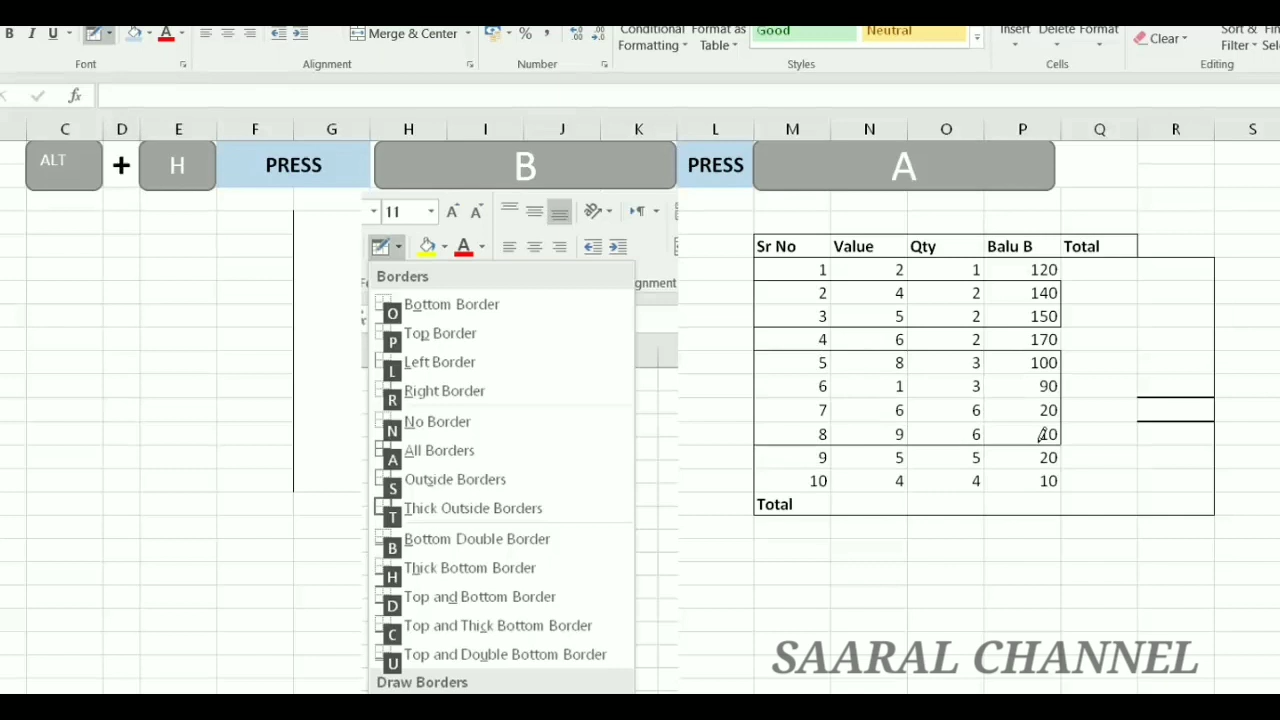 B I U Merge & Center % , Conditional Format as Good Neutral Insert Delete Format Clear Sort &
Formatting Table Filter
Font Alignment Number Styles Cells Editing
fx
C D E F G H I J K L M N O P Q R S
ALT + H PRESS B PRESS A
11 A A
A
Borders
Bottom Border
O
Top Border
P
Left Border
L
Right Border
R
No Border
N
All Borders
A
Outside Borders
S
Thick Outside Borders
T
Bottom Double Border
B
Thick Bottom Border
H
Top and Bottom Border
D
Top and Thick Bottom Border
C
Top and Double Bottom Border
U
Draw Borders
Sr No Value Qty Balu B Total
1 2 1 120
2 4 2 140
3 5 2 150
4 6 2 170
5 8 3 100
6 1 3 90
7 6 6 20
8 9 6
9 5 5 20
10 4 4 10
Total
SAARAL CHANNEL